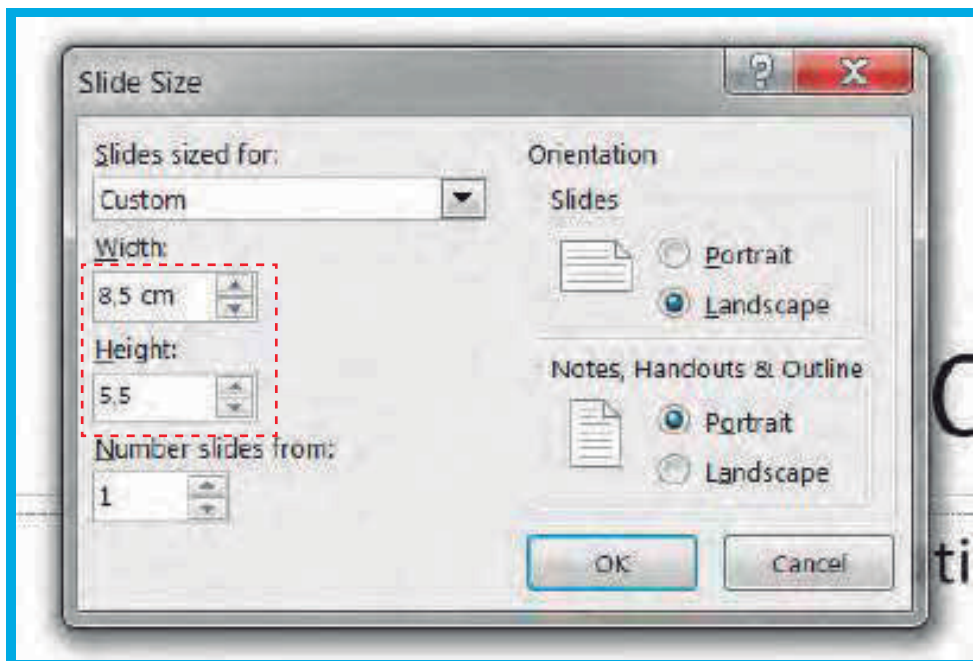 Slide Size
Slides sized for:
Custom
Width:
8,5 cm
Height:
5,5
Number slides from:
1
Orientation
Slides
Portrait
Landscape
Notes, Handouts & Outline
Portrait
Landscape
OK
Cancel